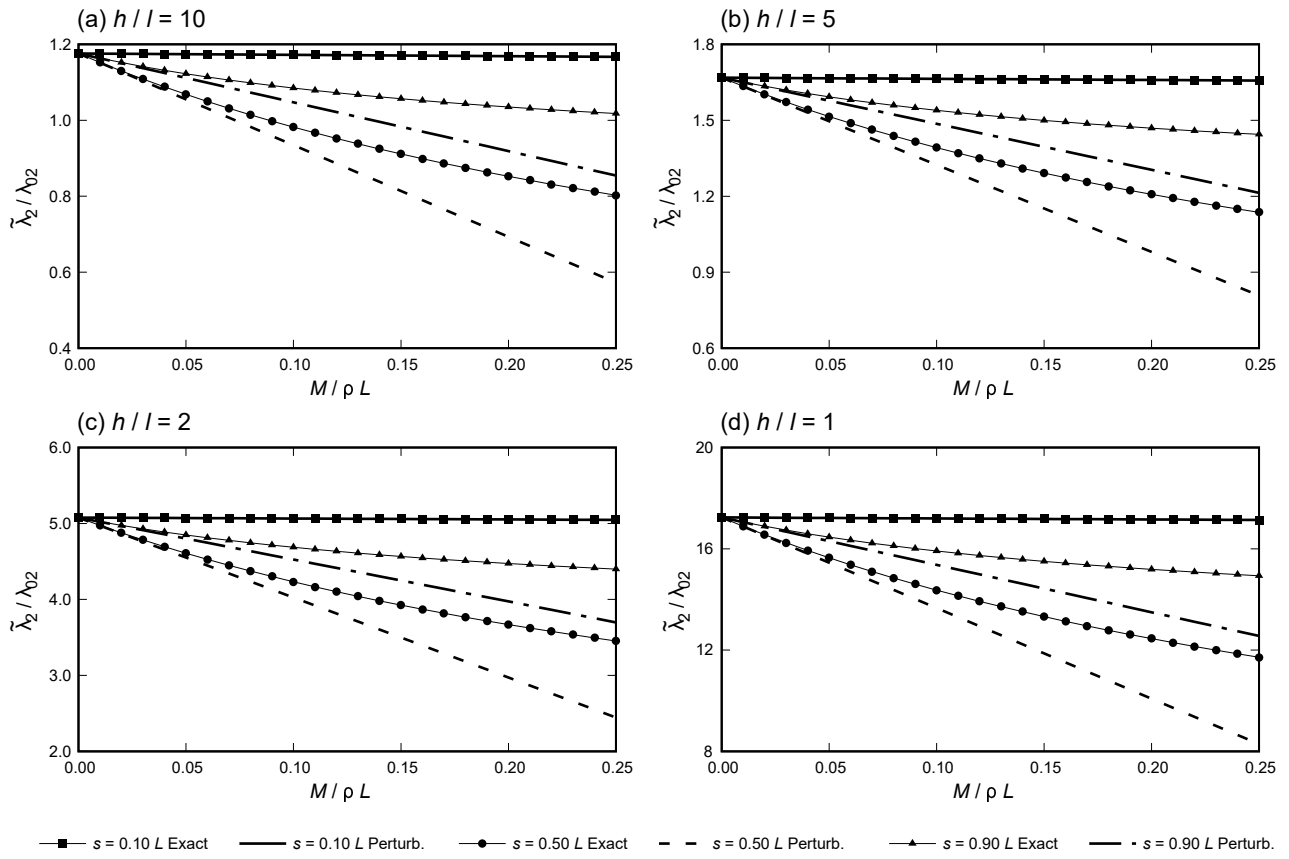 (a) h / l = 10
1.2
1.0
0.8
0.6
0.4
λ̃₂ / λ₀₂
0.00 0.05 0.10 0.15 0.20 0.25
M / ρ L
(b) h / l = 5
1.8
1.5
1.2
0.9
0.6
λ̃₂ / λ₀₂
0.00 0.05 0.10 0.15 0.20 0.25
M / ρ L
(c) h / l = 2
6.0
5.0
4.0
3.0
2.0
λ̃₂ / λ₀₂
0.00 0.05 0.10 0.15 0.20 0.25
M / ρ L
(d) h / l = 1
20
16
12
8
λ̃₂ / λ₀₂
0.00 0.05 0.10 0.15 0.20 0.25
M / ρ L
s = 0.10 L Exact s = 0.10 L Perturb. s = 0.50 L Exact s = 0.50 L Perturb. s = 0.90 L Exact s = 0.90 L Perturb.